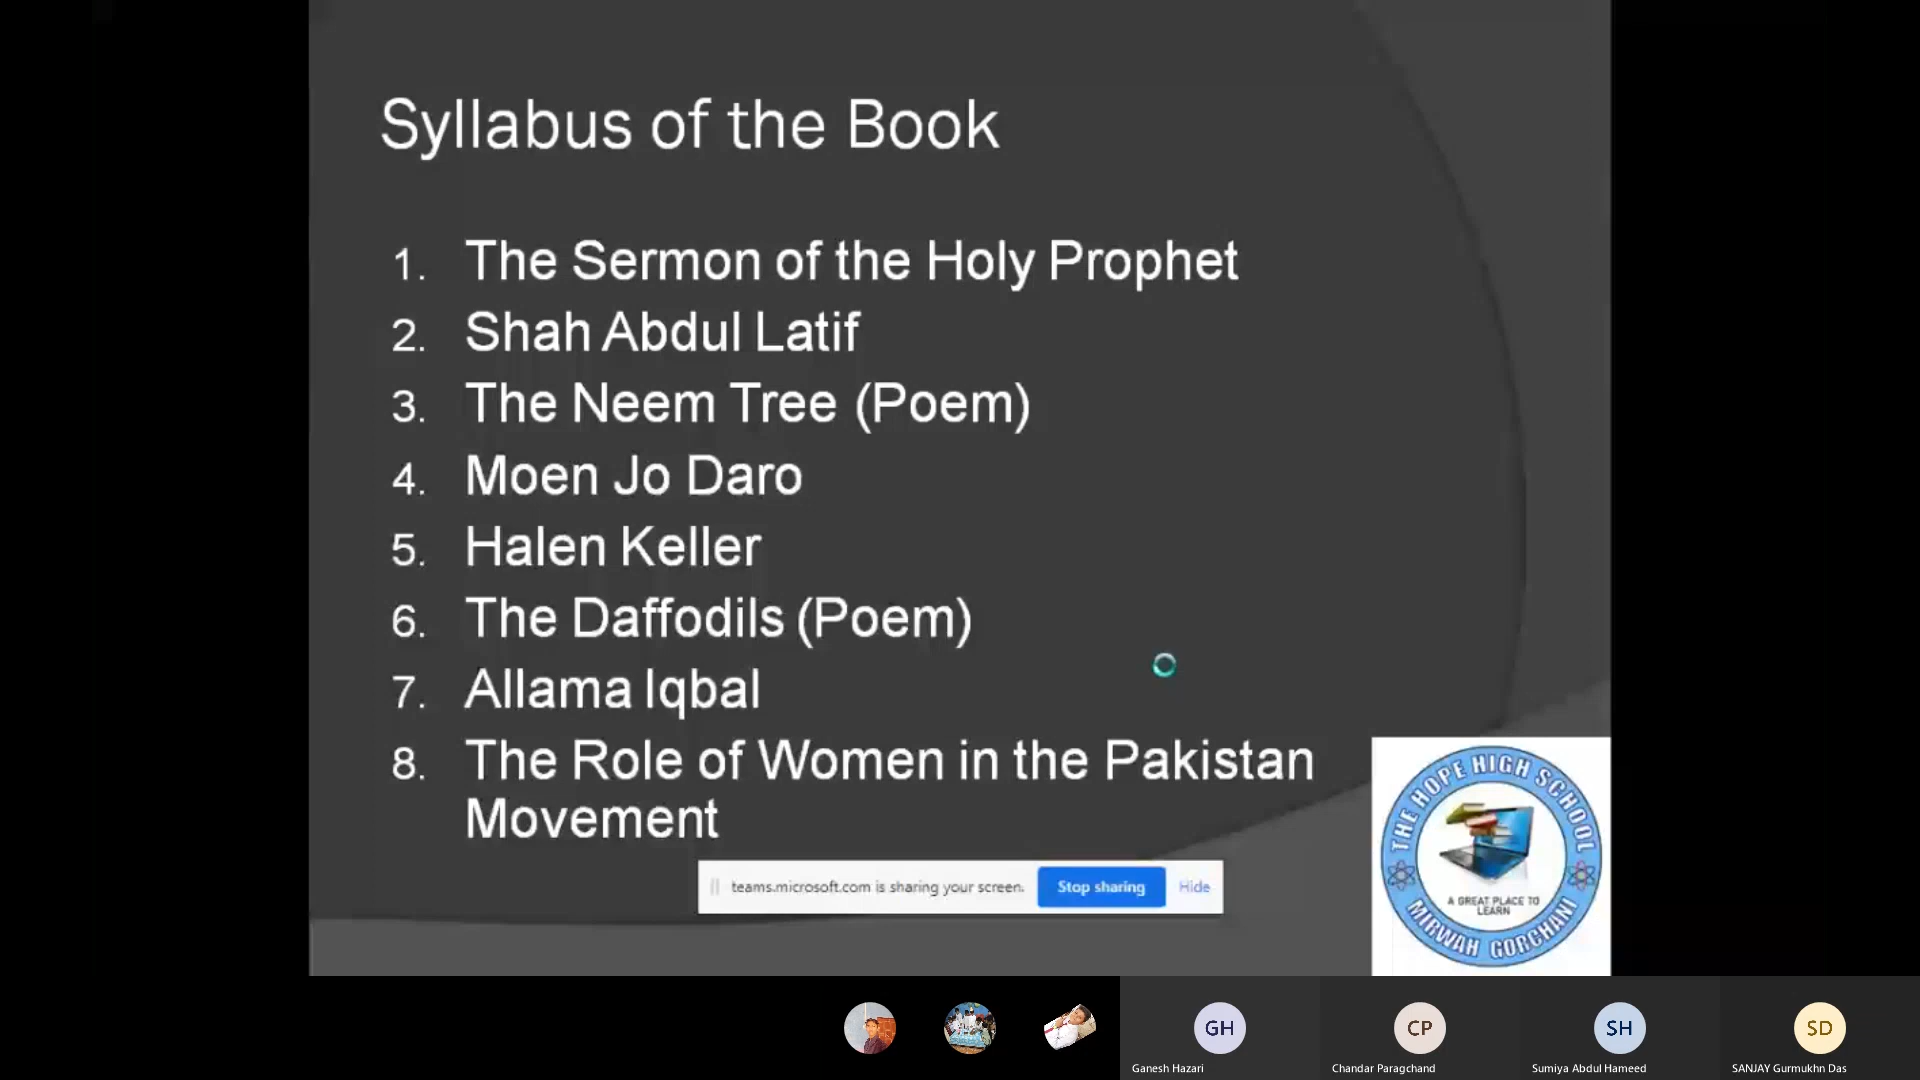 Syllabus of the Book
1. The Sermon of the Holy Prophet
2. Shah Abdul Latif
3. The Neem Tree (Poem)
4. Moen Jo Daro
5. Halen Keller
6. The Daffodils (Poem)
7. Allama Iqbal
8. The Role of Women in the Pakistan
Movement
teams.microsoft.com is sharing your screen. Stop sharing Hide
THE HOPE HIGH SCHOOL
A GREAT PLACE TO
LEARN
MIRWAH GORCHANI
GH CP SH SD
Ganesh Hazari Chandar Paragchand Sumiya Abdul Hameed SANJAY Gurmukhn Das